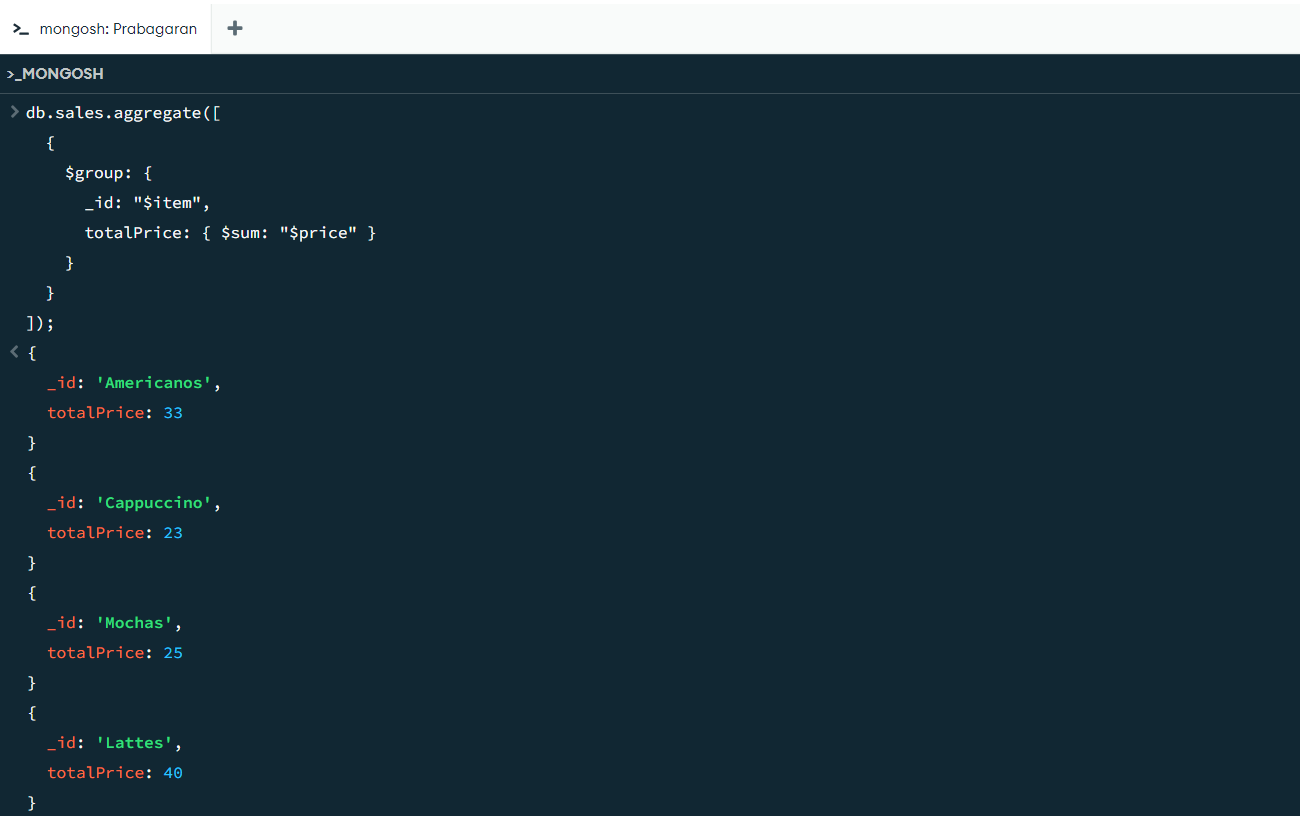 >_ mongosh: Prabagaran +
>_MONGOSH
> db.sales.aggregate([
{
$group: {
_id: "$item",
totalPrice: { $sum: "$price" }
}
}
]);
< {
_id: 'Americanos',
totalPrice: 33
}
{
_id: 'Cappuccino',
totalPrice: 23
}
{
_id: 'Mochas',
totalPrice: 25
}
{
_id: 'Lattes',
totalPrice: 40
}